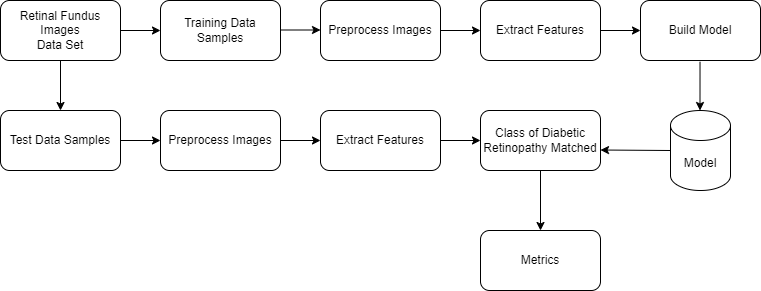 Retinal Fundus
Images
Data Set
Training Data
Samples
Preprocess Images
Extract Features
Build Model
Test Data Samples
Preprocess Images
Extract Features
Class of Diabetic
Retinopathy Matched
Model
Metrics